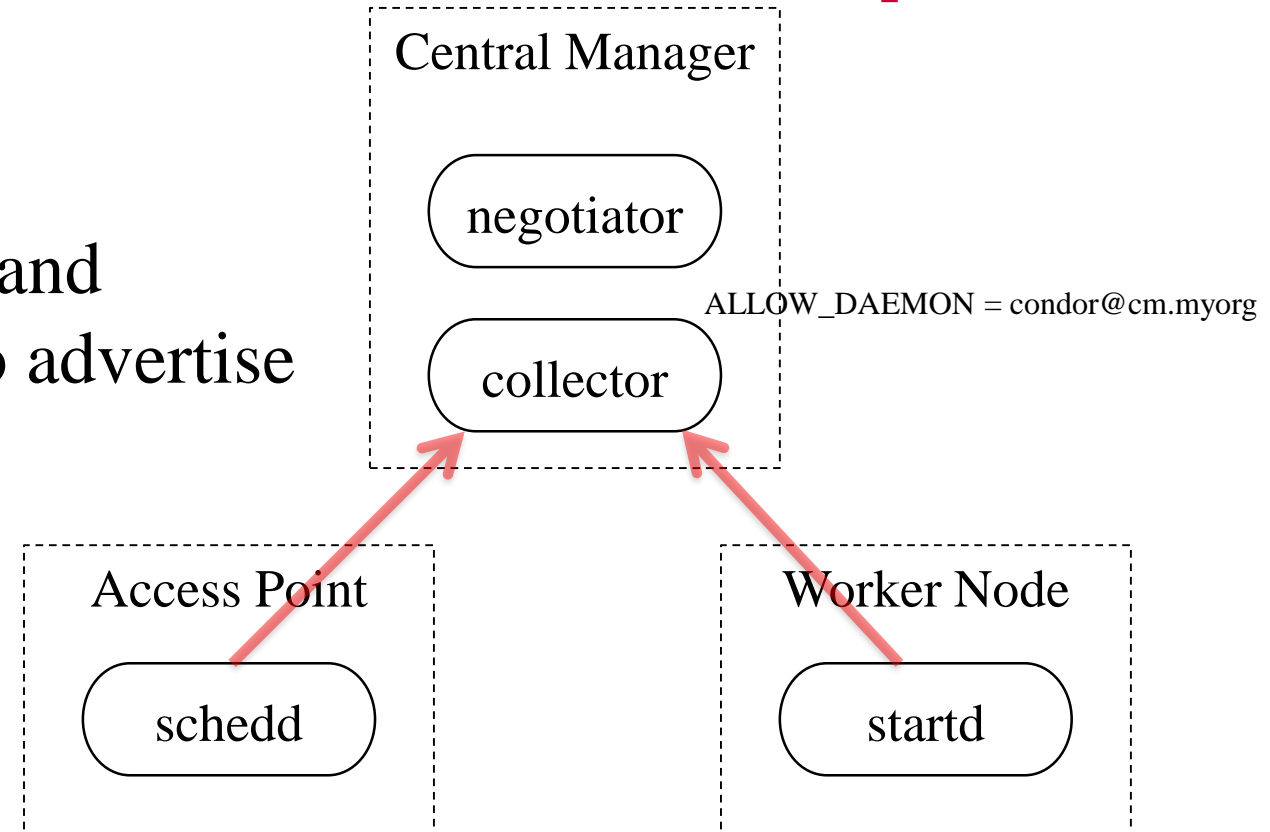 Central Manager
negotiator
and
ALLOW_DAEMON = condor@cm.myorg
advertise
collector
Access Point
Worker Node
schedd
startd